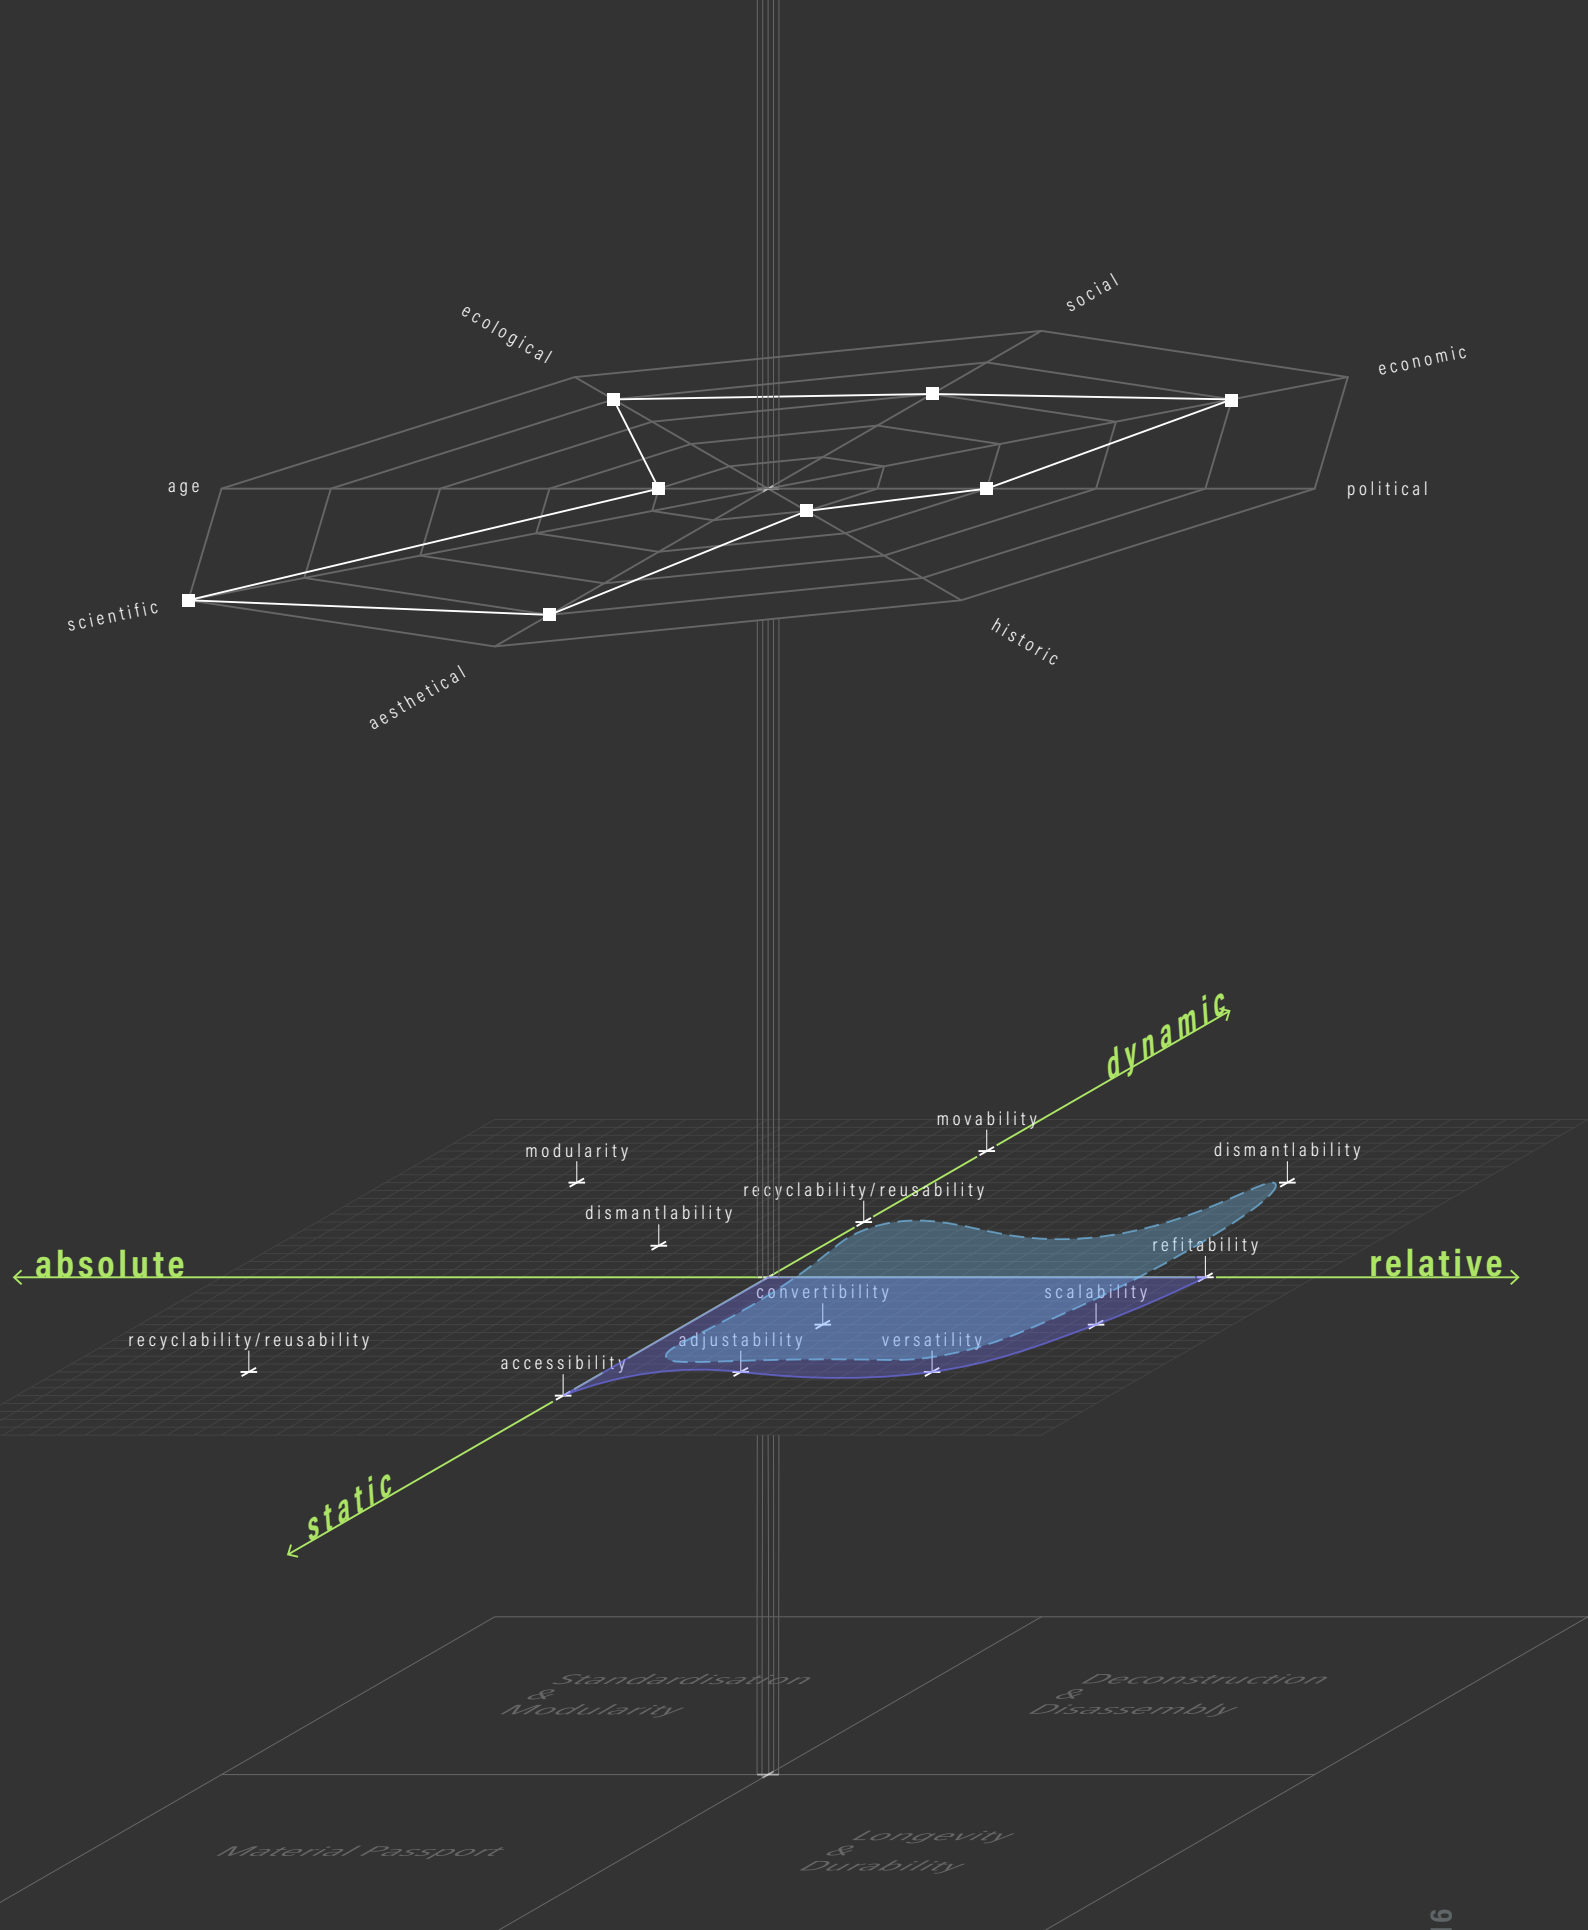 social
ecological
economic
age
political
scientific
historic
aesthetical
dynamic
movability
modularity
dismantlability
recyclability/reusability
dismantlability
refitability
absolute
relative
convertibility
scalability
recyclability/reusability
adjustability
versatility
accessibility
static
Standardisation
&
Modularity
Deconstruction
&
Disassembly
Material Passport
Longevity
&
Durability